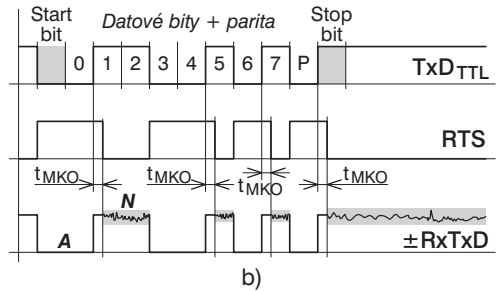 Start bit
Datové bity + parita
Stop bit
0 1 2 3 4 5 6 7 P
TxD TTL
RTS
tMKO tMKO tMKO tMKO
N
A
±RxTxD
b)